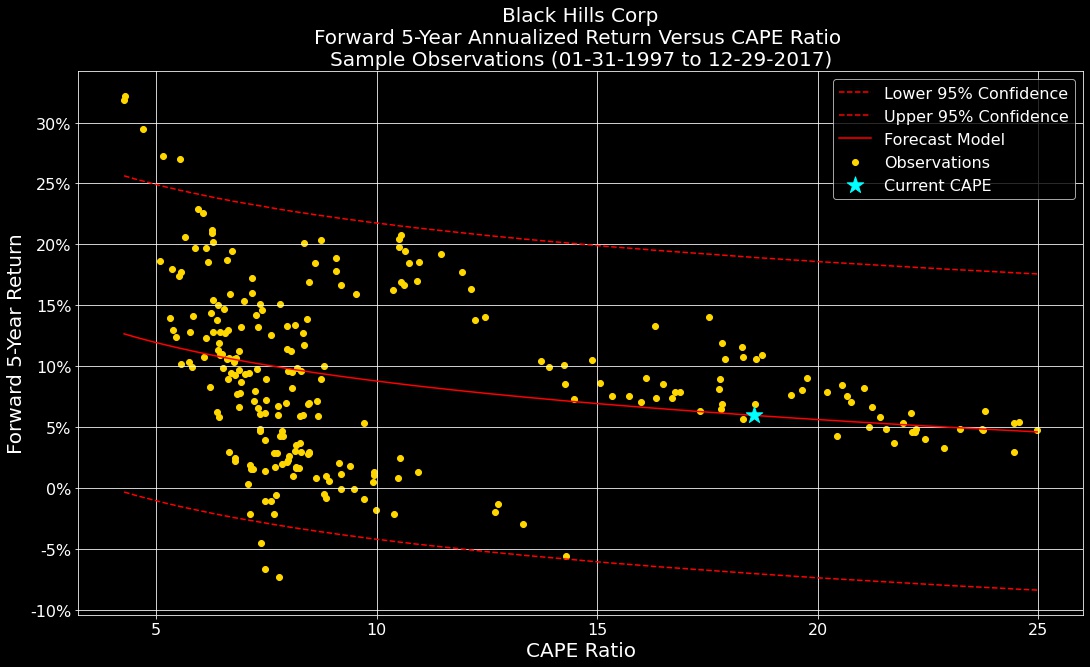 Black Hills Corp
Forward 5-Year Annualized Return Versus CAPE Ratio
Sample Observations (01-31-1997 to 12-29-2017)
Lower 95% Confidence
Upper 95% Confidence
Forecast Model
Observations
Current CAPE
Forward 5-Year Return
30%
25%
20%
15%
10%
5%
0%
-5%
-10%
5
10
15
20
25
CAPE Ratio